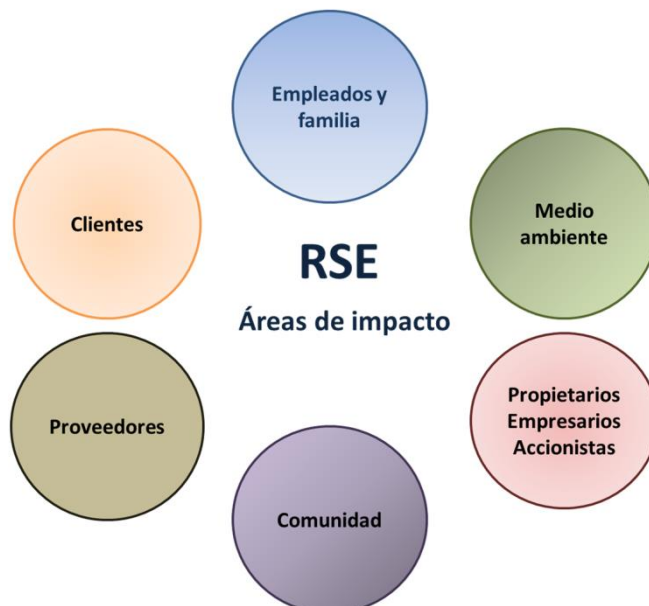 Empleados y
familia
Clientes
Medio
ambiente
RSE
Áreas de impacto
Proveedores
Propietarios
Empresarios
Accionistas
Comunidad